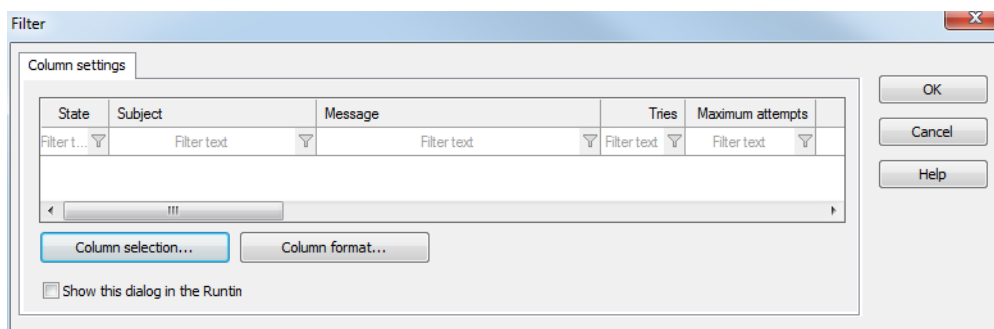 Filter
Column settings
State Subject Message Tries Maximum attempts
Filter t... Filter text Filter text Filter text Filter text
Column selection... Column format...
Show this dialog in the Runtin
OK
Cancel
Help